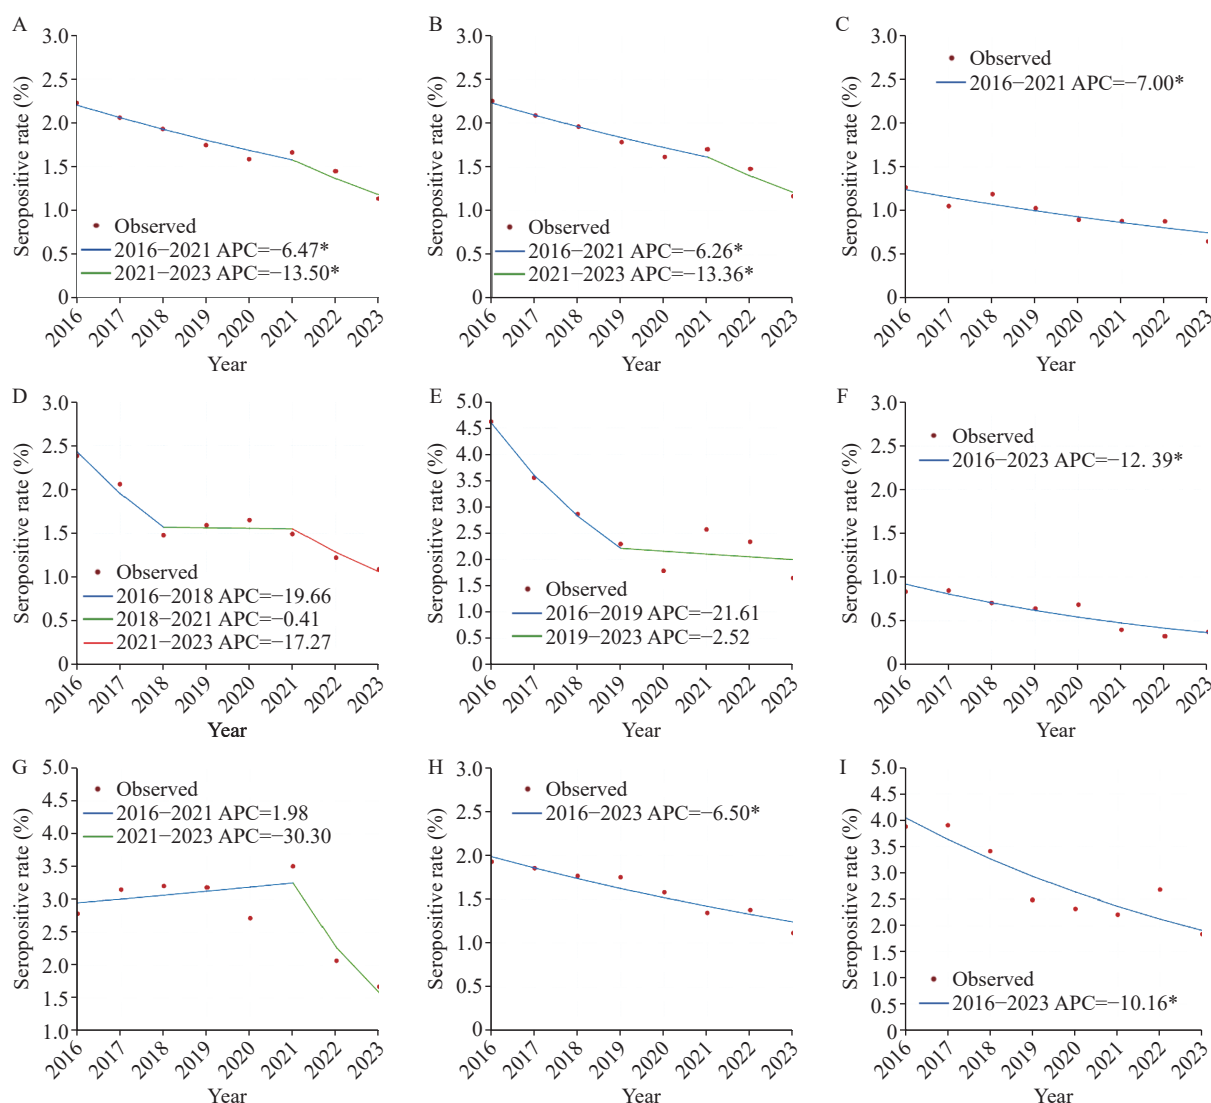 A
Seropositive rate (%)
3.0
2.5
2.0
1.5
1.0
0.5
0
Observed
2016−2021 APC=−6.47*
2021−2023 APC=−13.50*
2016
2017
2018
2019
2020
2021
2022
2023
Year
B
Seropositive rate (%)
3.0
2.5
2.0
1.5
1.0
0.5
0
Observed
2016−2021 APC=−6.26*
2021−2023 APC=−13.36*
2016
2017
2018
2019
2020
2021
2022
2023
Year
C
Seropositive rate (%)
3.0
2.5
2.0
1.5
1.0
0.5
0
Observed
2016−2021 APC=−7.00*
2016
2017
2018
2019
2020
2021
2022
2023
Year
D
Seropositive rate (%)
3.0
2.5
2.0
1.5
1.0
0.5
0
Observed
2016−2018 APC=−19.66
2018−2021 APC=−0.41
2021−2023 APC=−17.27
2016
2017
2018
2019
2020
2021
2022
2023
Year
E
Seropositive rate (%)
5.0
4.5
4.0
3.5
3.0
2.5
2.0
1.5
1.0
0.5
0
Observed
2016−2019 APC=−21.61
2019−2023 APC=−2.52
2016
2017
2018
2019
2020
2021
2022
2023
Year
F
Seropositive rate (%)
3.0
2.5
2.0
1.5
1.0
0.5
0
Observed
2016−2023 APC=−12. 39*
2016
2017
2018
2019
2020
2021
2022
2023
Year
G
Seropositive rate (%)
5.0
4.5
4.0
3.5
3.0
2.5
2.0
1.5
1.0
Observed
2016−2021 APC=1.98
2021−2023 APC=−30.30
2016
2017
2018
2019
2020
2021
2022
2023
Year
H
Seropositive rate (%)
3.0
2.5
2.0
1.5
1.0
0.5
0
Observed
2016−2023 APC=−6.50*
2016
2017
2018
2019
2020
2021
2022
2023
Year
I
Seropositive rate (%)
5.0
4.5
4.0
3.5
3.0
2.5
2.0
1.5
1.0
0.5
0
Observed
2016−2023 APC=−10.16*
2016
2017
2018
2019
2020
2021
2022
2023
Year